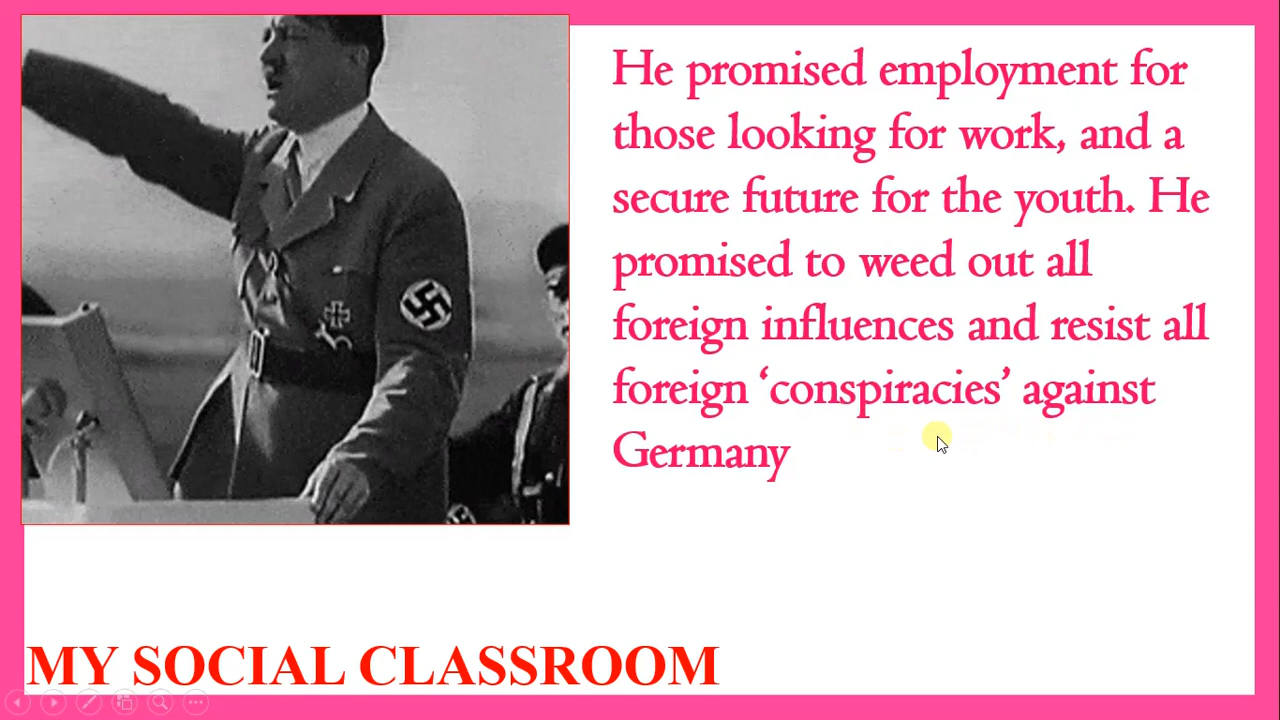 He promised employment for
those looking for work, and a
secure future for the youth. He
promised to weed out all
foreign influences and resist all
foreign ‘conspiracies’ against
Germany
MY SOCIAL CLASSROOM